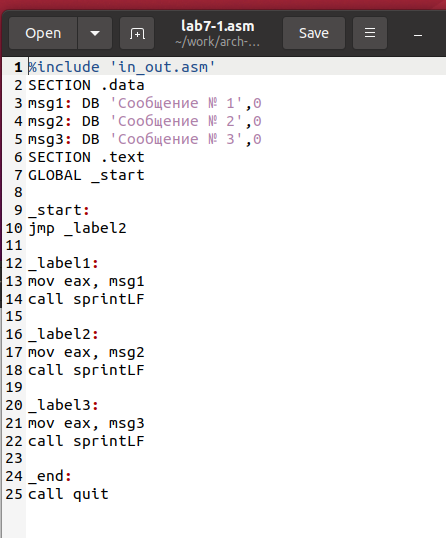 Open
lab7-1.asm
~/work/arch-...
Save
1 %include 'in_out.asm'
2 SECTION .data
3 msg1: DB 'Сообщение № 1',0
4 msg2: DB 'Сообщение № 2',0
5 msg3: DB 'Сообщение № 3',0
6 SECTION .text
7 GLOBAL _start
8
9 _start:
10 jmp _label2
11
12 _label1:
13 mov eax, msg1
14 call sprintLF
15
16 _label2:
17 mov eax, msg2
18 call sprintLF
19
20 _label3:
21 mov eax, msg3
22 call sprintLF
23
24 _end:
25 call quit